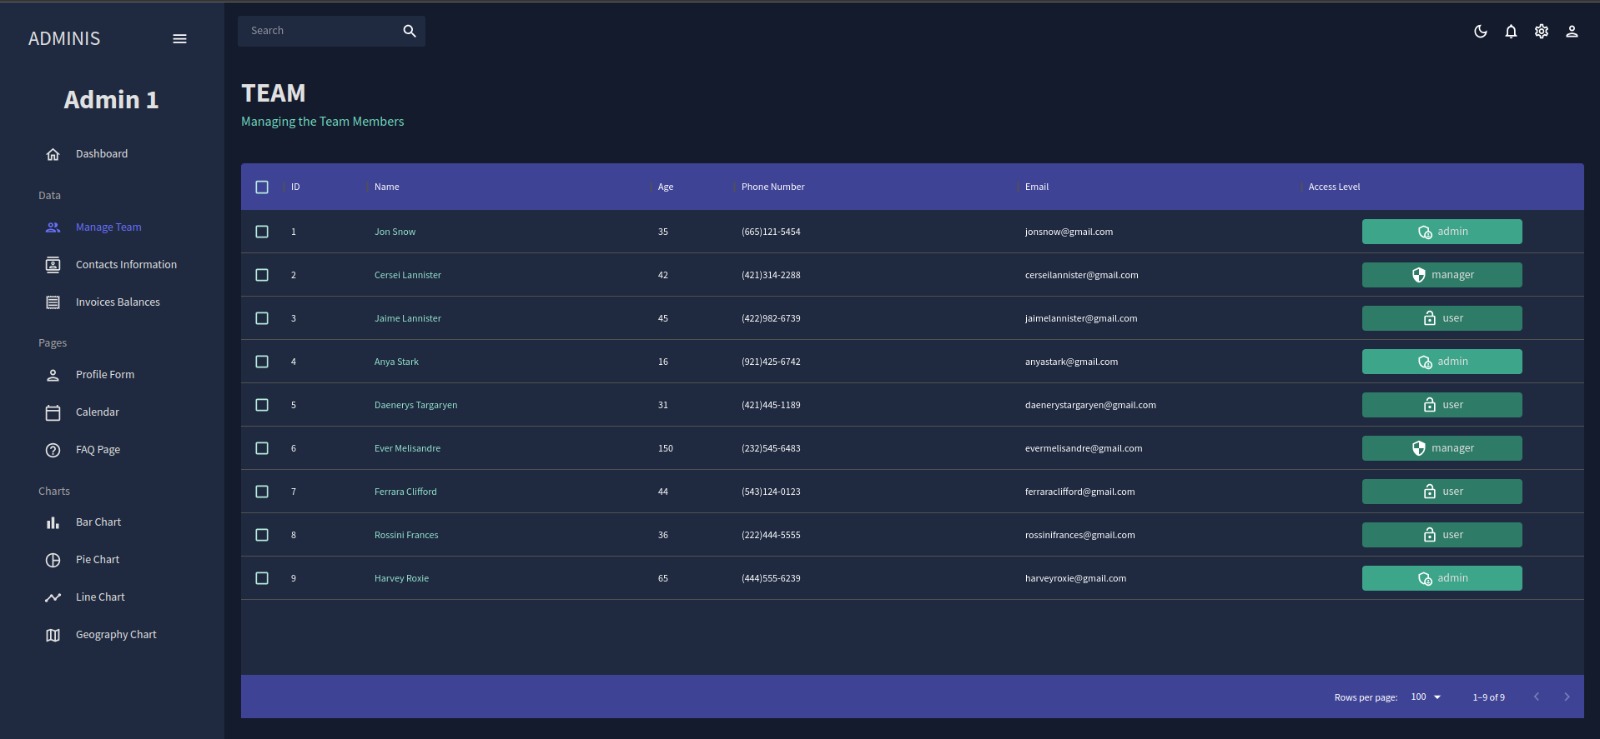 ADMINIS
Search
Admin 1
Dashboard
Data
Manage Team
Contacts Information
Invoices Balances
Pages
Profile Form
Calendar
FAQ Page
Charts
Bar Chart
Pie Chart
Line Chart
Geography Chart
TEAM
Managing the Team Members
ID Name Age Phone Number Email Access Level
1 Jon Snow 35 (665)121-5454 jonsnow@gmail.com admin
2 Cersei Lannister 42 (421)314-2288 cerseilannister@gmail.com manager
3 Jaime Lannister 45 (422)982-6739 jaimelannister@gmail.com user
4 Anya Stark 16 (921)425-6742 anyastark@gmail.com admin
5 Daenerys Targaryen 31 (421)445-1189 daenerystargaryen@gmail.com user
6 Ever Melisandre 150 (232)545-6483 evermelisandre@gmail.com manager
7 Ferrara Clifford 44 (543)124-0123 ferraraclifford@gmail.com user
8 Rossini Frances 36 (222)444-5555 rossinifrances@gmail.com user
9 Harvey Roxie 65 (444)555-6239 harveyroxie@gmail.com admin
Rows per page: 100 1–9 of 9